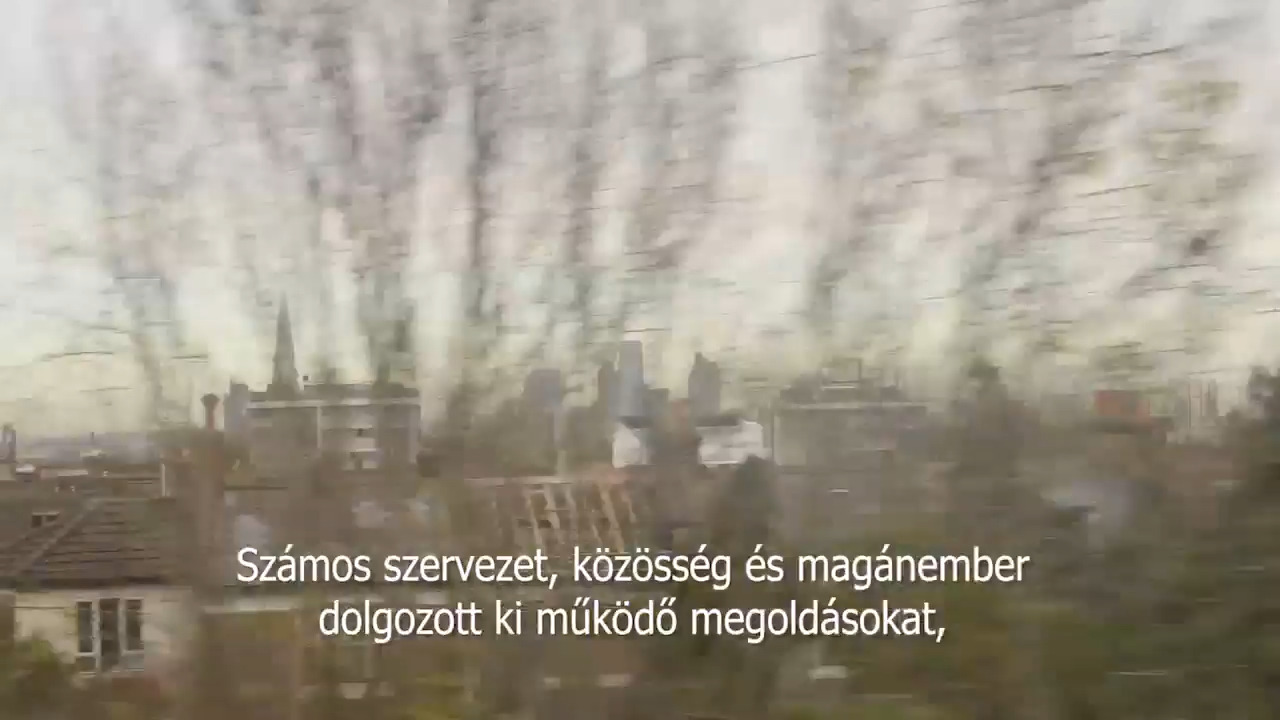 Számos szervezet, közösség és magánember
dolgozott ki működő megoldásokat,